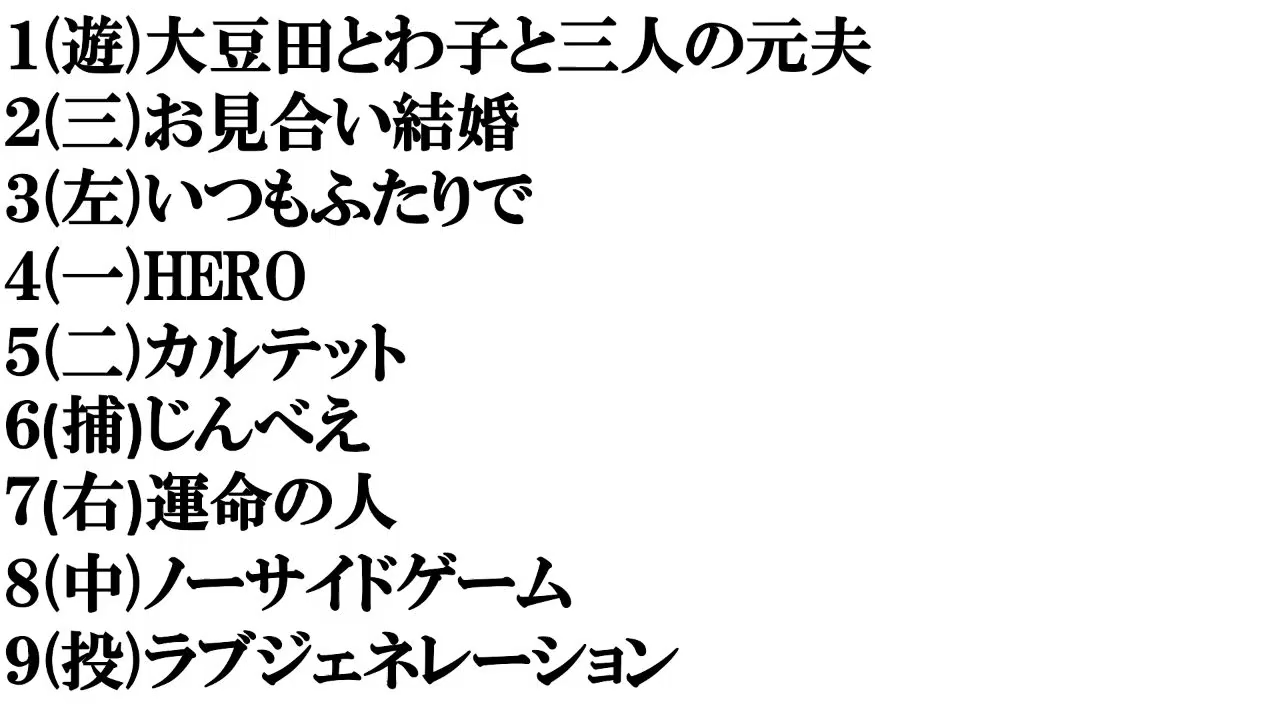 1(遊)大豆田とわ子と三人の元夫
2(三)お見合い結婚
3(左)いつもふたりで
4(一)HERO
5(二)カルテット
6(捕)じんべえ
7(右)運命の人
8(中)ノーサイドゲーム
9(投)ラブジェネレーション